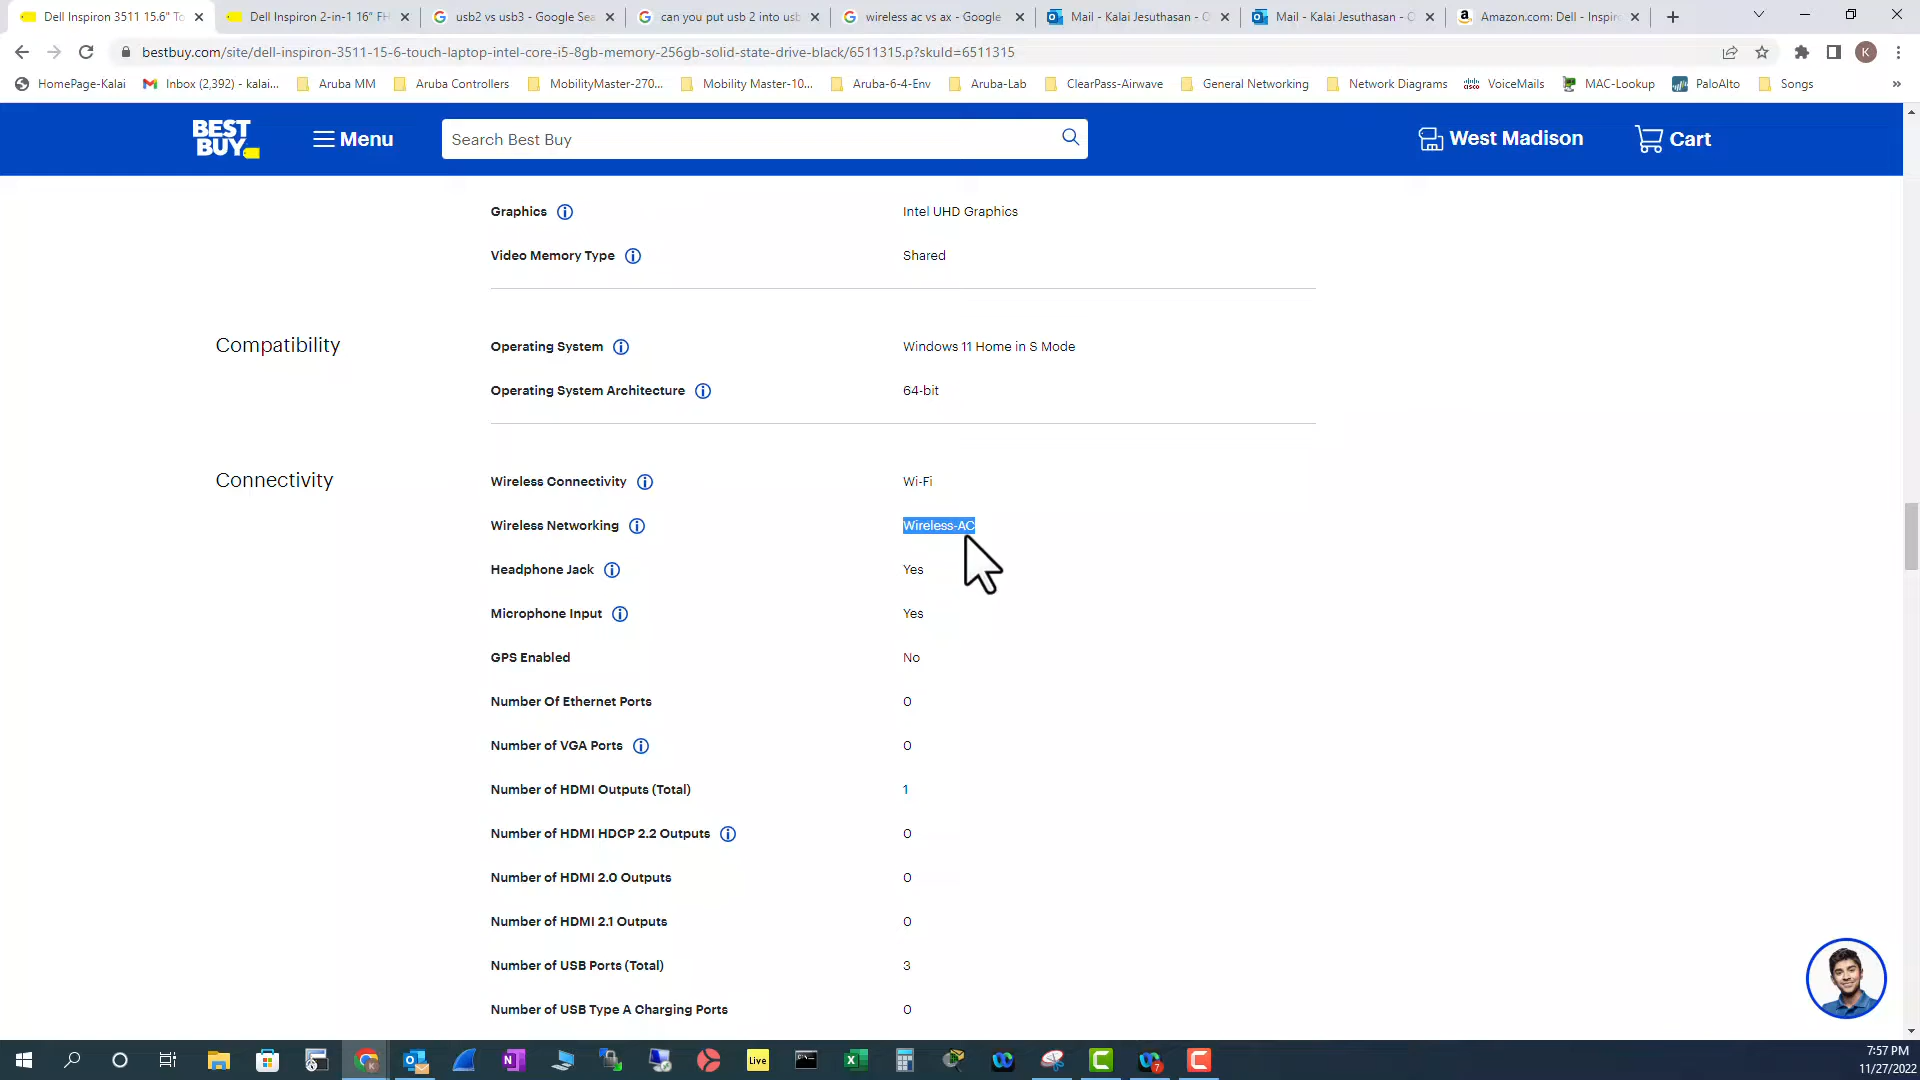 Dell Inspiron 3511 15.6" To
Dell Inspiron 2-in-1 16" FH
usb2 vs usb3 - Google Sea
can you put usb 2 into usb
wireless ac vs ax - Google
Mail - Kalai Jesuthasan - O
Mail - Kalai Jesuthasan - O
Amazon.com: Dell - Inspiro
bestbuy.com/site/dell-inspiron-3511-15-6-touch-laptop-intel-core-i5-8gb-memory-256gb-solid-state-drive-black/6511315.p?skuId=6511315
K
HomePage-Kalai
Inbox (2,392) - kalai...
Aruba MM
Aruba Controllers
MobilityMaster-270...
Mobility Master-10...
Aruba-6-4-Env
Aruba-Lab
ClearPass-Airwave
General Networking
Network Diagrams
VoiceMails
MAC-Lookup
PaloAlto
Songs
BEST BUY
Menu
Search Best Buy
West Madison
Cart
Graphics Intel UHD Graphics
Video Memory Type Shared
Compatibility
Operating System Windows 11 Home in S Mode
Operating System Architecture 64-bit
Connectivity
Wireless Connectivity Wi-Fi
Wireless Networking Wireless-AC
Headphone Jack Yes
Microphone Input Yes
GPS Enabled No
Number Of Ethernet Ports 0
Number of VGA Ports 0
Number of HDMI Outputs (Total) 1
Number of HDMI HDCP 2.2 Outputs 0
Number of HDMI 2.0 Outputs 0
Number of HDMI 2.1 Outputs 0
Number of USB Ports (Total) 3
Number of USB Type A Charging Ports 0
Live
7:57 PM
11/27/2022